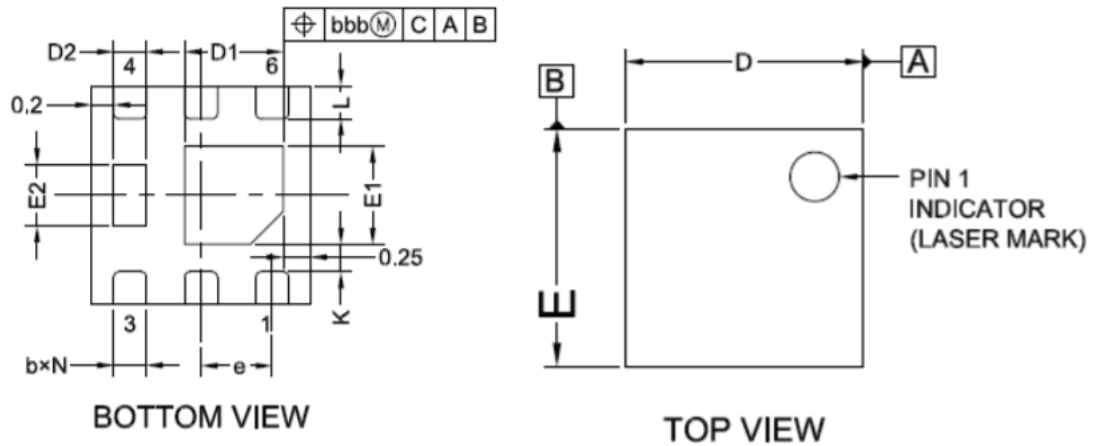 ⌖ bbbⓂ C A B
D2
4
D1
6
0.2
L
E2
E1
0.25
K
3
1
b×N
e
BOTTOM VIEW
D
A
B
E
PIN 1
INDICATOR
(LASER MARK)
TOP VIEW